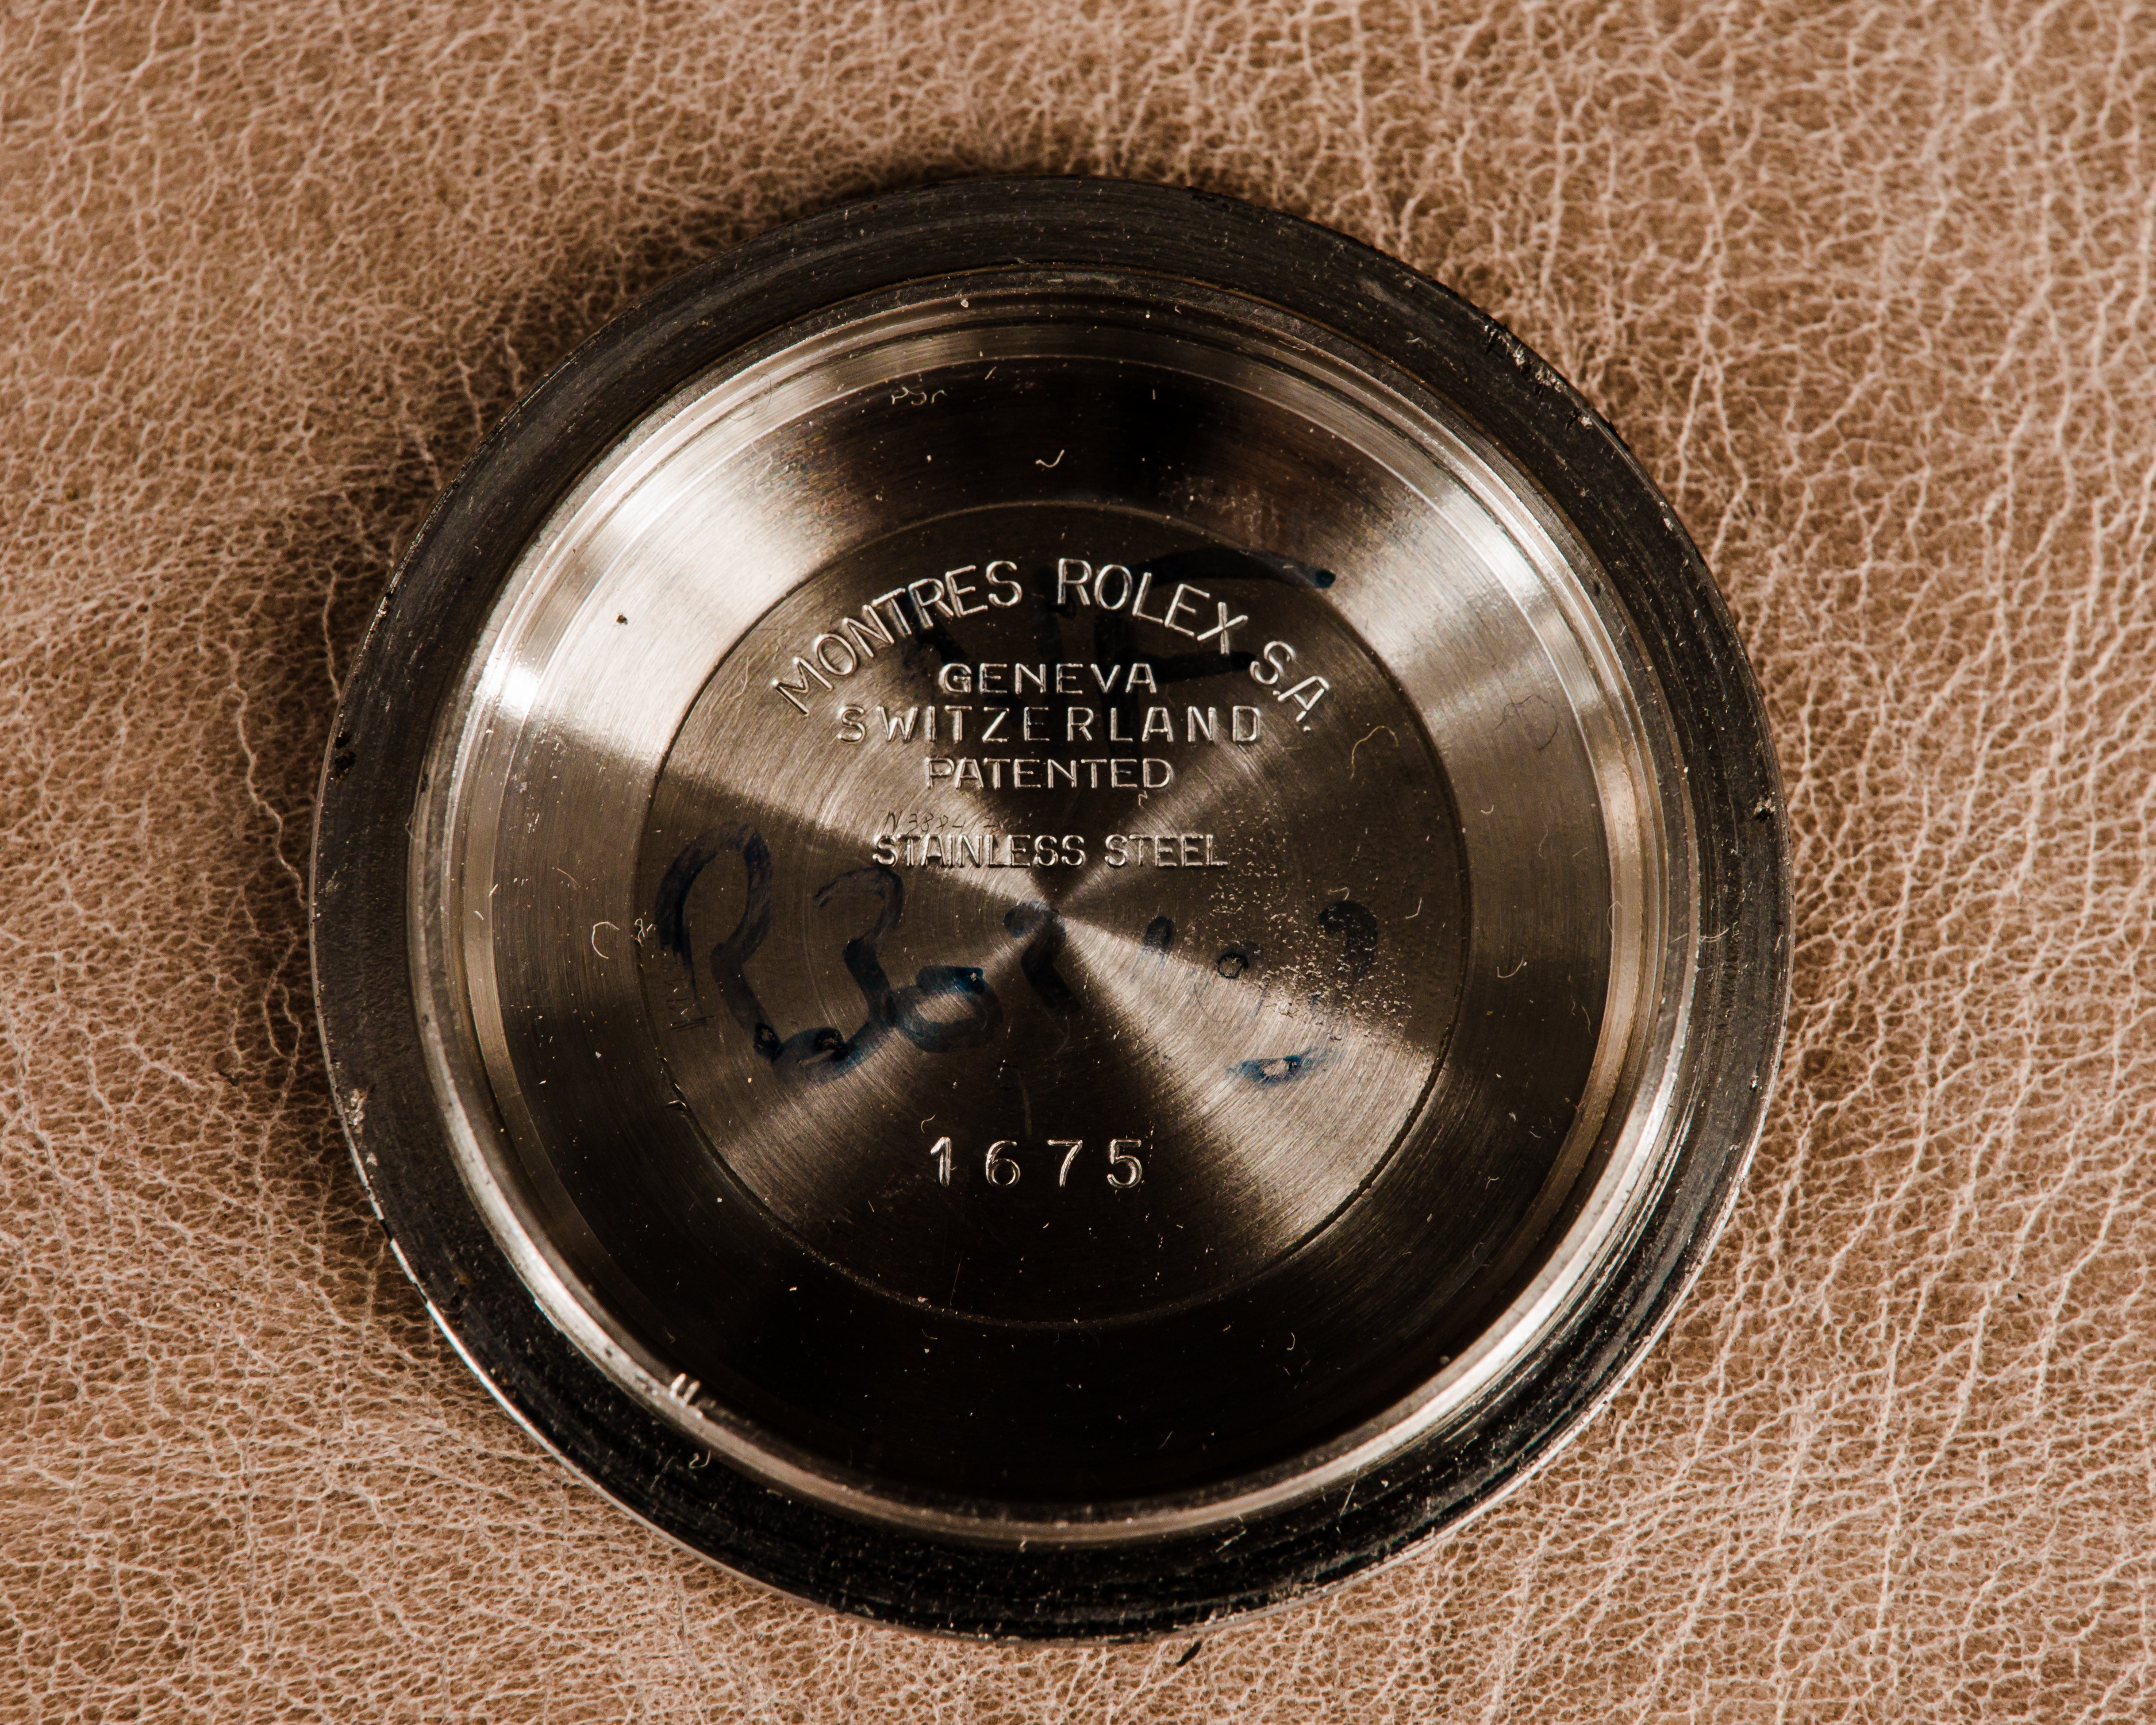 MONTRES ROLEX S.A.
GENEVA
SWITZERLAND
PATENTED
STAINLESS STEEL
1675